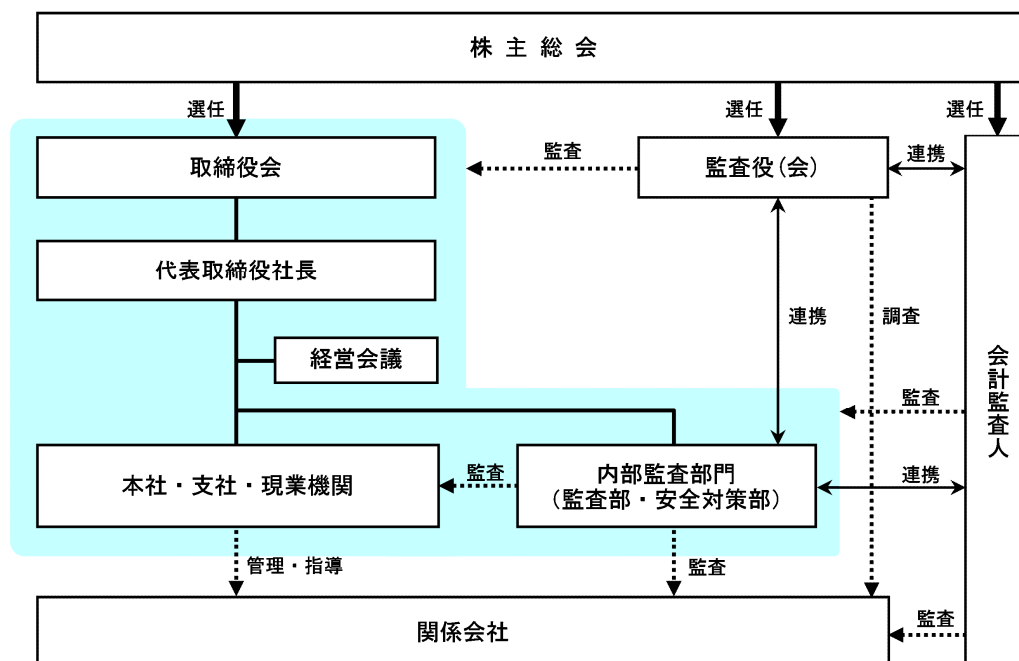 株主総会
選任
選任
選任
取締役会
監査
監査役(会)
連携
代表取締役社長
連携
調査
経営会議
会計監査人
監査
本社・支社・現業機関
監査
内部監査部門
(監査部・安全対策部)
連携
管理・指導
監査
関係会社
監査